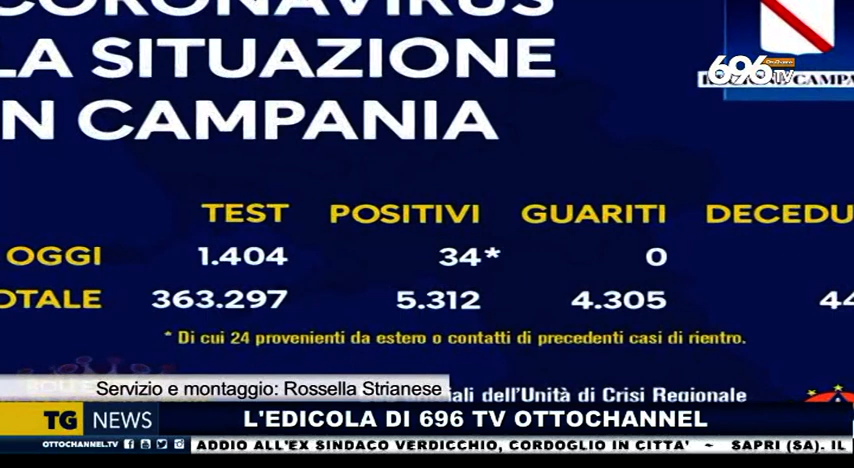 CORONAVIRUS
LA SITUAZIONE
N CAMPANIA
696
TV
TEST POSITIVI GUARITI DECEDU
OGGI 1.404 34* 0
OTALE 363.297 5.312 4.305 44
* Di cui 24 provenienti da estero o contatti di precedenti casi di rientro.
Servizio e montaggio: Rossella Strianese
dell'Unità di Crisi Regionale
TG NEWS L'EDICOLA DI 696 TV OTTOCHANNEL
OTTOCHANNEL.TV ADDIO ALL'EX SINDACO VERDICCHIO, CORDOGLIO IN CITTA' ~ SAPRI (SA). IL